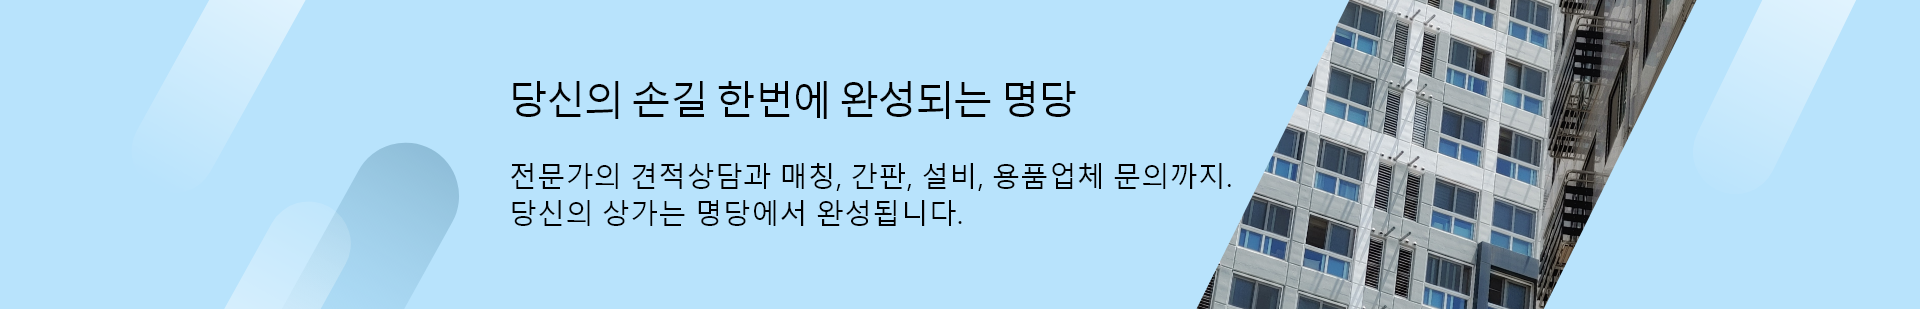 당신의 손길 한번에 완성되는 명당
전문가의 견적상담과 매칭, 간판, 설비, 용품업체 문의까지.
당신의 상가는 명당에서 완성됩니다.